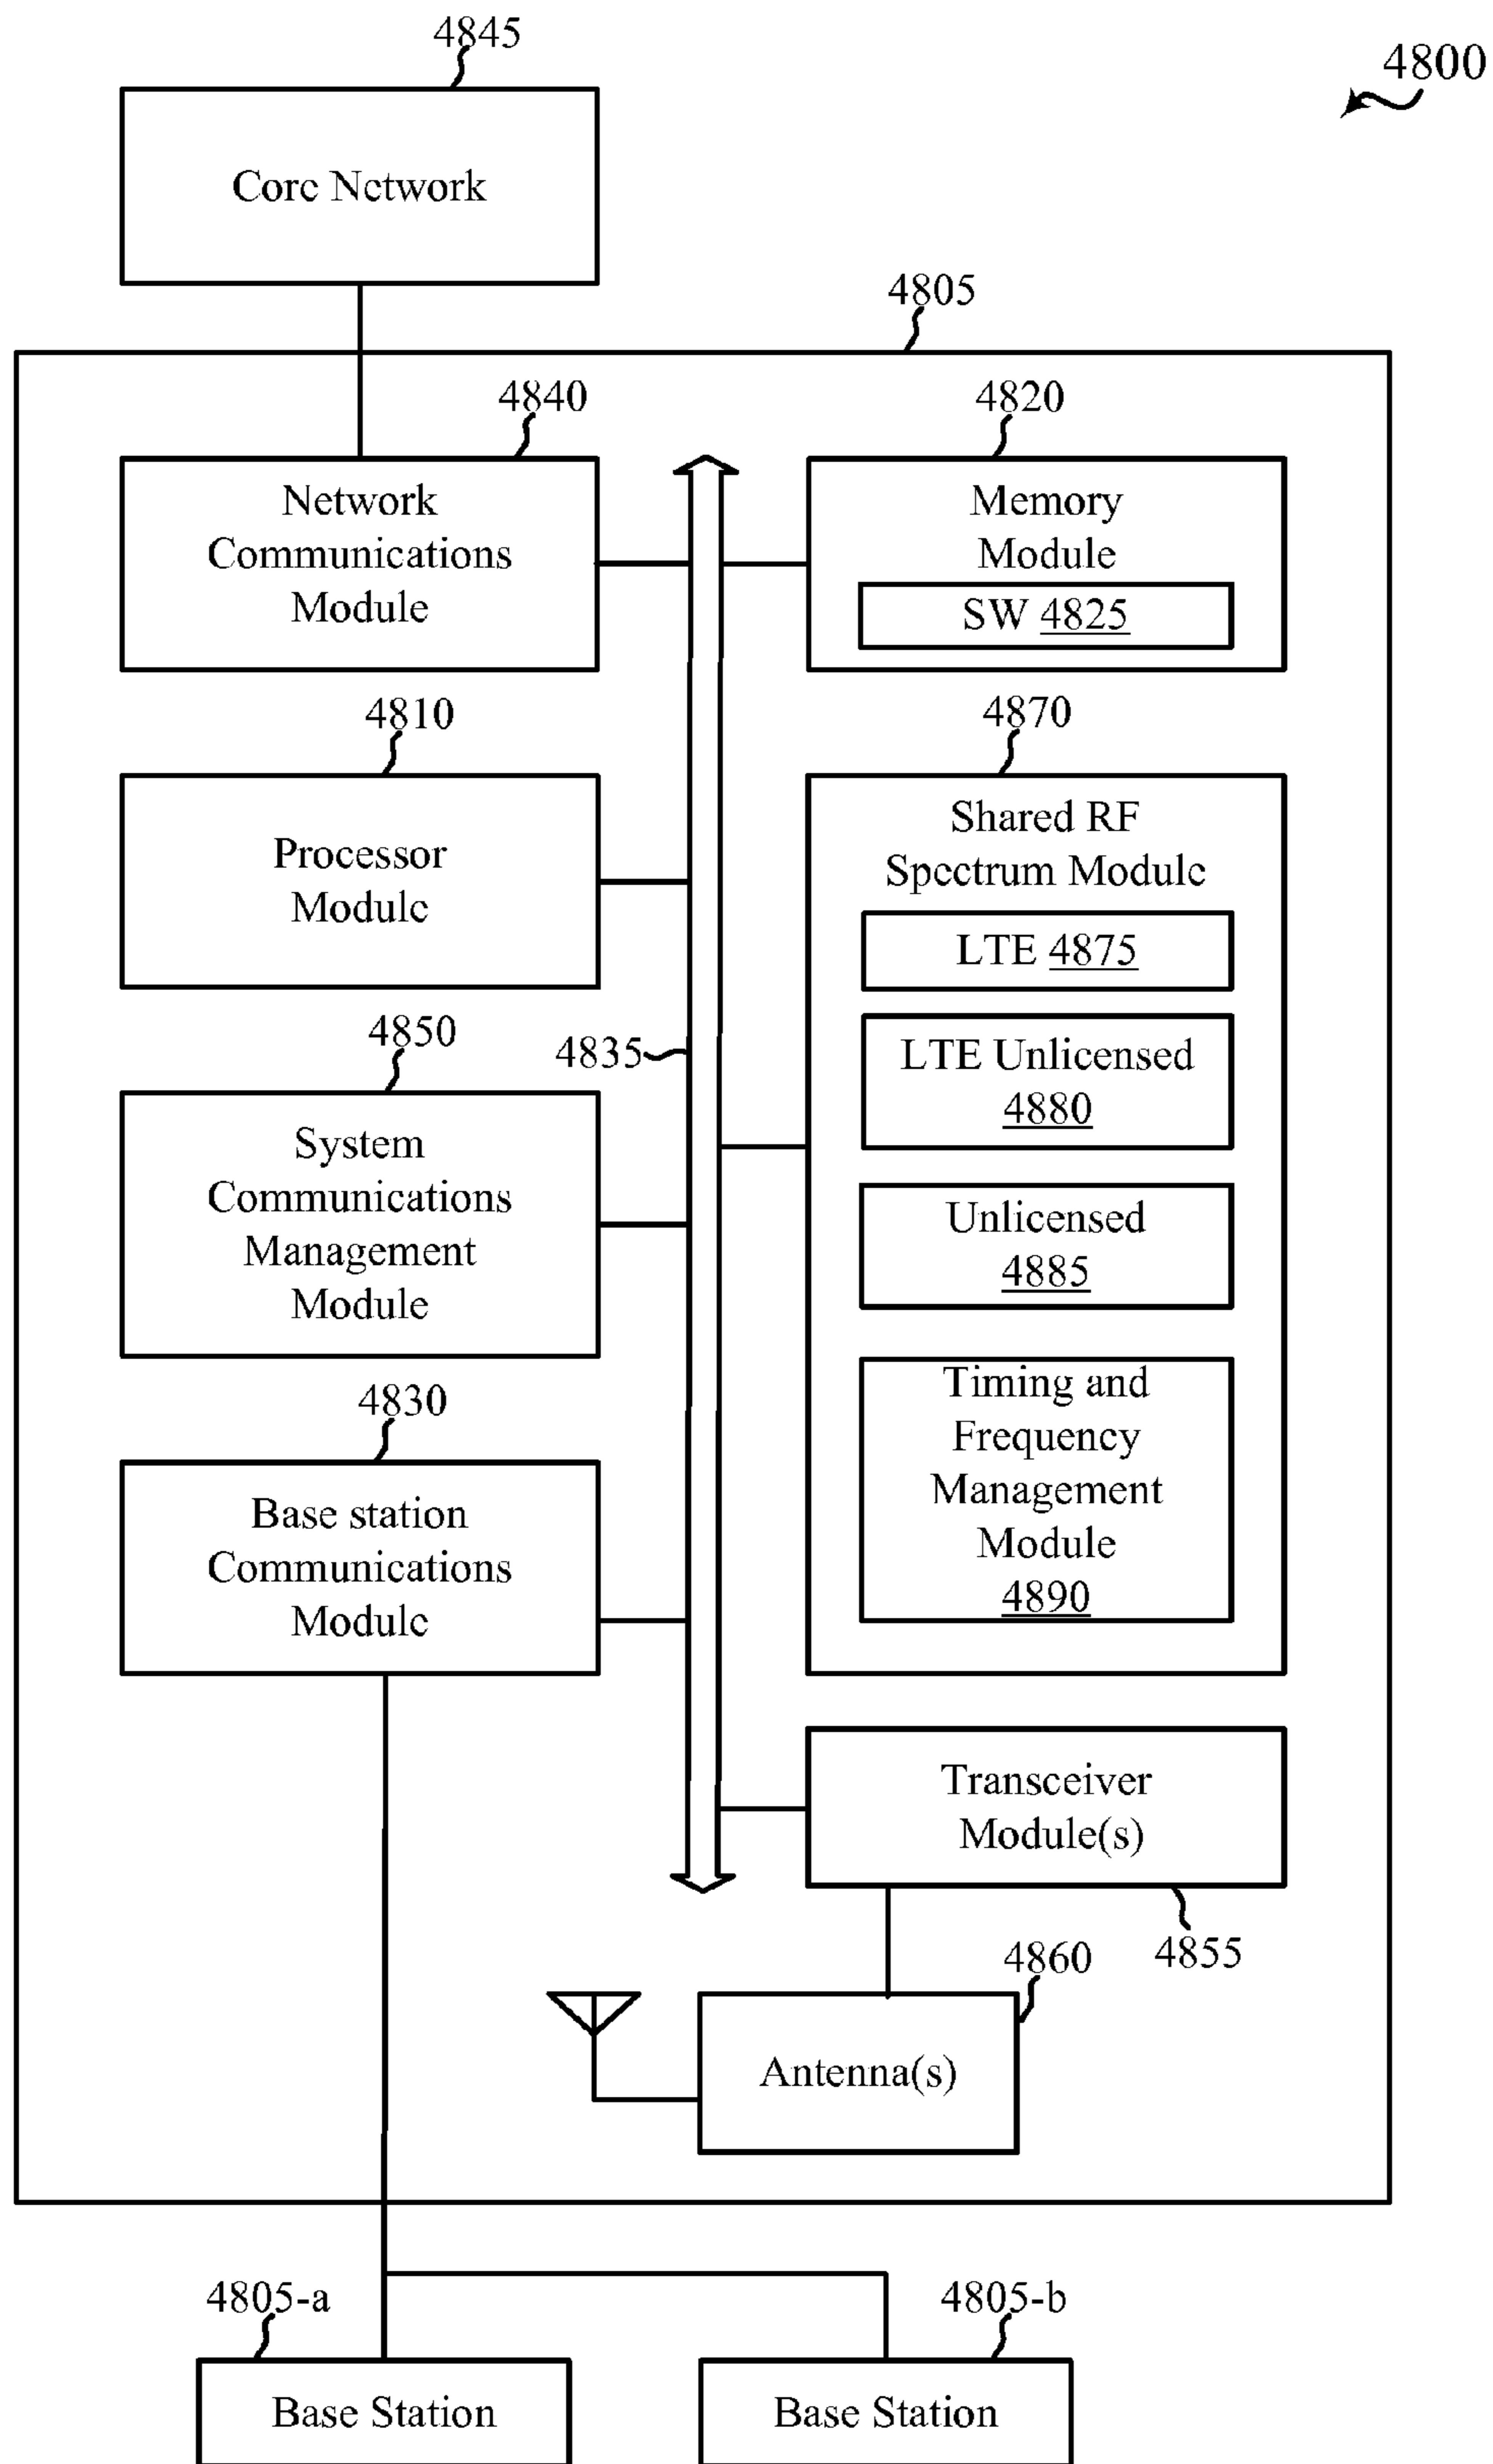 4845
4800
Core Network
4805
4840
4820
Network
Communications
Module
Memory
Module
SW 4825
4810
4870
Processor
Module
Shared RF
Spectrum Module
LTE 4875
4850
4835
LTE Unlicensed
4880
System
Communications
Management
Module
Unlicensed
4885
4830
Timing and
Frequency
Management
Module
4890
Base station
Communications
Module
Transceiver
Module(s)
4855
4860
Antenna(s)
4805-a
4805-b
Base Station
Base Station